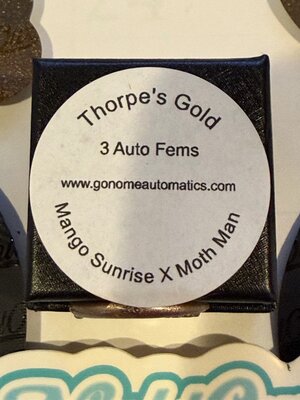 Thorpe's Gold
3 Auto Fems
www.gonomeautomatics.com
Mango Sunrise X Moth Man